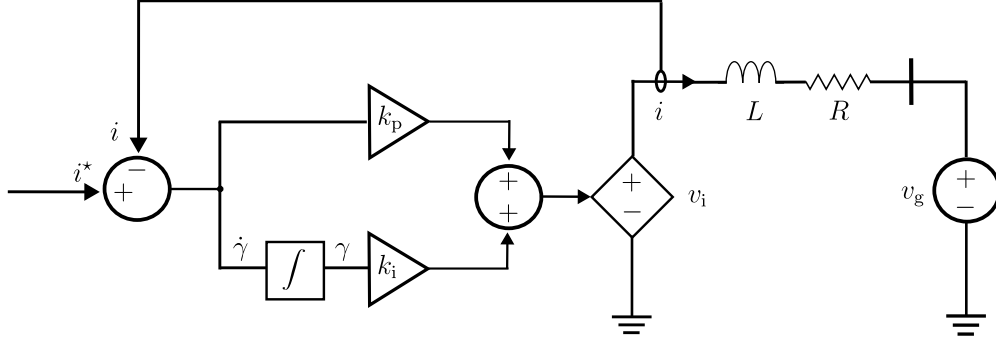 i
i⋆
−
+
k_p
γ̇
∫
γ
k_i
+
+
i
L
R
+
−
v_i
v_g
+
−